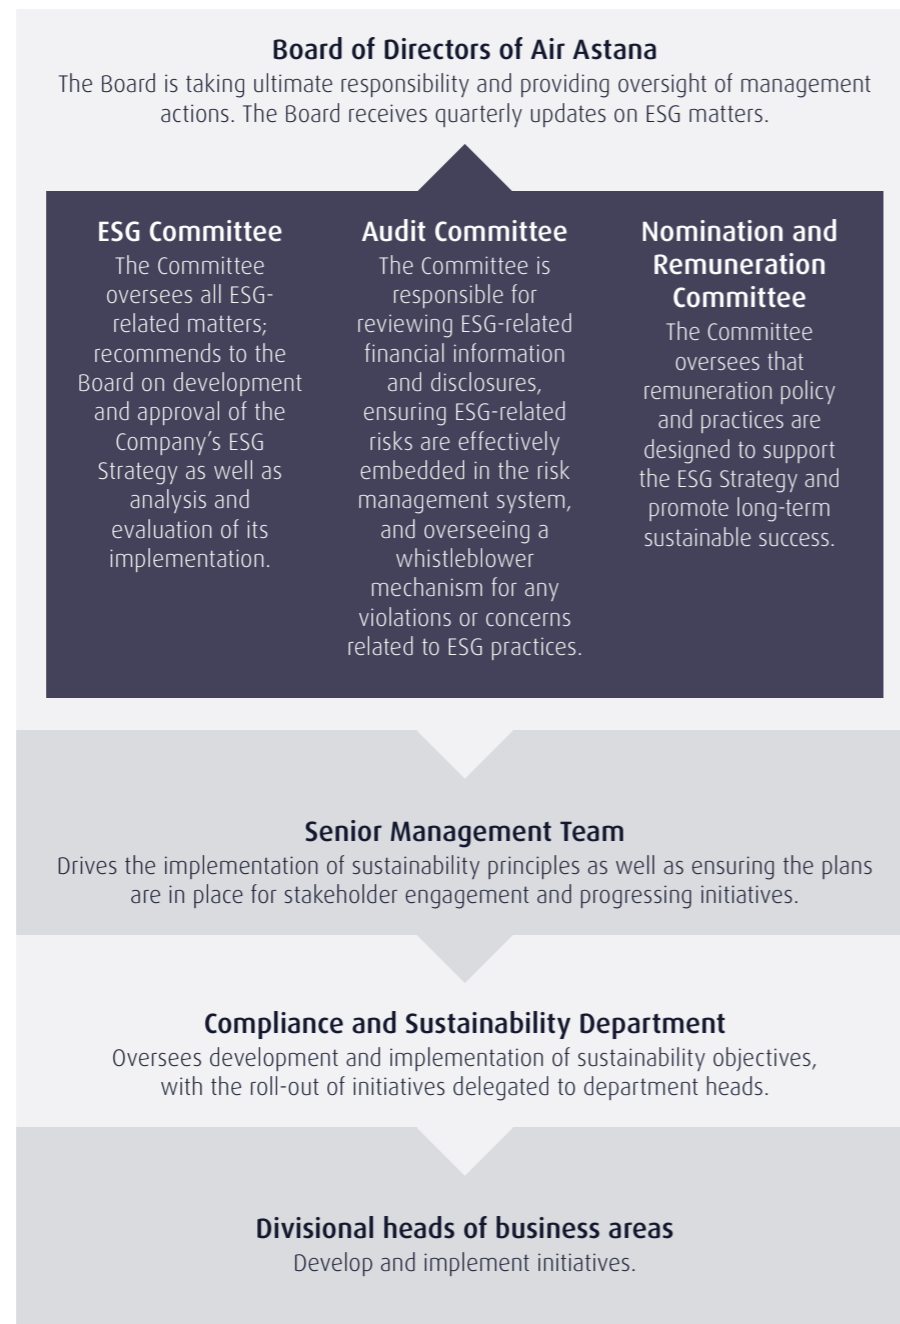 Board of Directors of Air Astana
The Board is taking ultimate responsibility and providing oversight of management
actions. The Board receives quarterly updates on ESG matters.
ESG Committee
The Committee
oversees all ESG-
related matters;
recommends to the
Board on development
and approval of the
Company’s ESG
Strategy as well as
analysis and
evaluation of its
implementation.
Audit Committee
The Committee is
responsible for
reviewing ESG-related
financial information
and disclosures,
ensuring ESG-related
risks are effectively
embedded in the risk
management system,
and overseeing a
whistleblower
mechanism for any
violations or concerns
related to ESG practices.
Nomination and
Remuneration
Committee
The Committee
oversees that
remuneration policy
and practices are
designed to support
the ESG Strategy and
promote long-term
sustainable success.
Senior Management Team
Drives the implementation of sustainability principles as well as ensuring the plans
are in place for stakeholder engagement and progressing initiatives.
Compliance and Sustainability Department
Oversees development and implementation of sustainability objectives,
with the roll-out of initiatives delegated to department heads.
Divisional heads of business areas
Develop and implement initiatives.